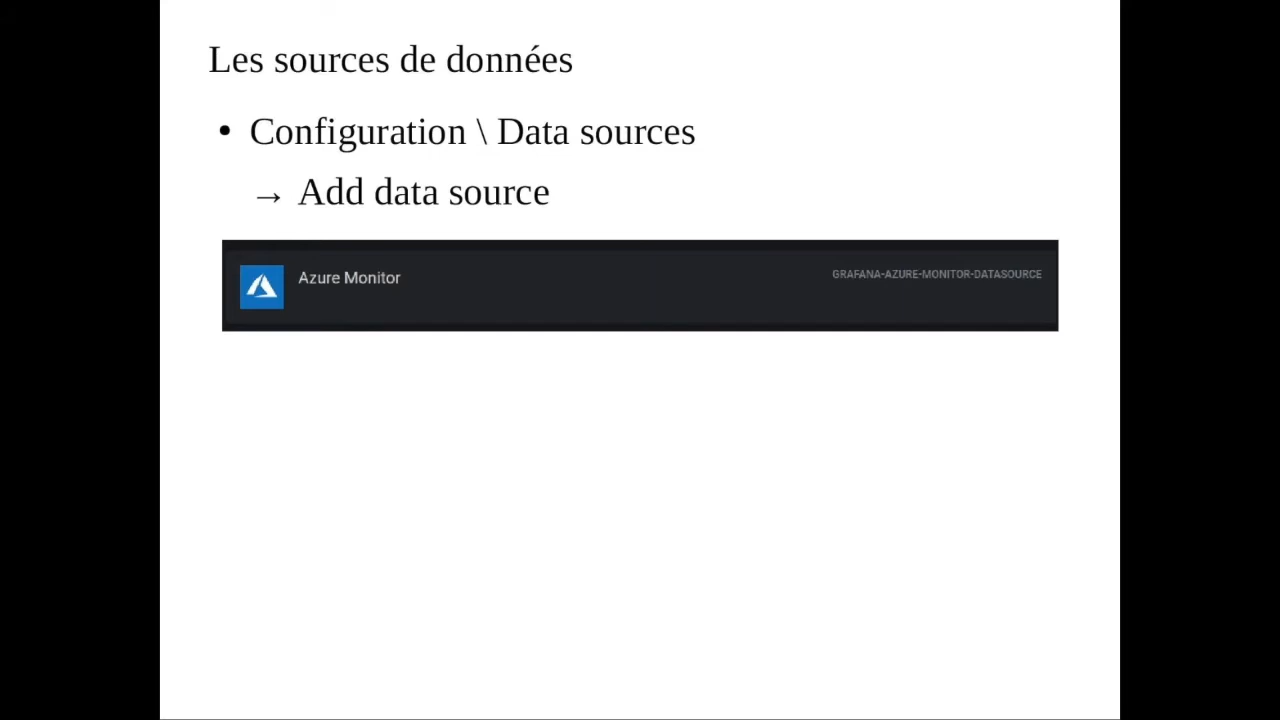 Les sources de données
• Configuration \ Data sources
→ Add data source
Azure Monitor
GRAFANA-AZURE-MONITOR-DATASOURCE